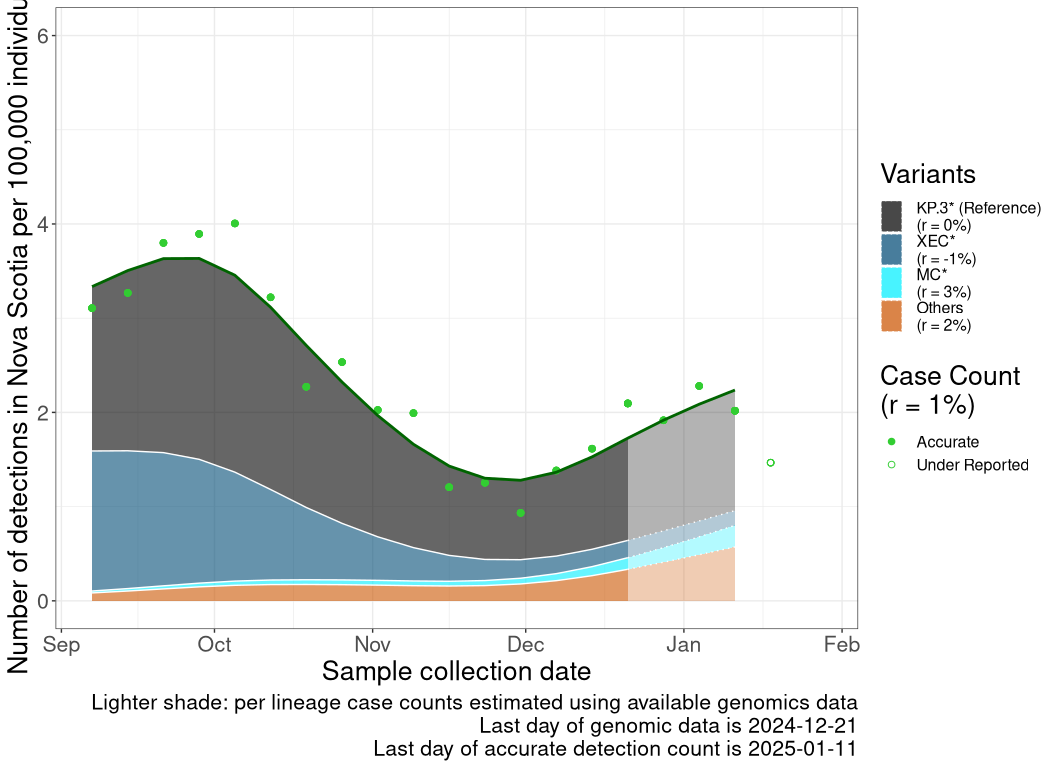 Number of detections in Nova Scotia per 100,000
6
4
2
0
Sep Oct Nov Dec Jan Feb
Sample collection date
Variants
KP.3* (Reference)
(r = 0%)
XEC*
(r = -1%)
MC*
(r = 3%)
Others
(r = 2%)
Case Count
(r = 1%)
Accurate
Under Reported
Lighter shade: per lineage case counts estimated using available genomics data
Last day of genomic data is 2024-12-21
Last day of accurate detection count is 2025-01-11